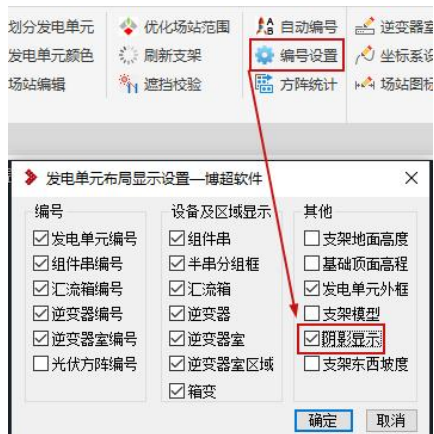 划分发电单元 优化场站范围 自动编号 逆变器室
发电单元颜色 刷新支架 编号设置 坐标系设
场站编辑 遮挡校验 方阵统计 场站图标
发电单元布局显示设置—博超软件
编号 设备及区域显示 其他
发电单元编号 组件串 支架地面高度
组件串编号 半串分组框 基础顶面高程
汇流箱编号 汇流箱 发电单元外框
逆变器编号 逆变器 支架模型
逆变器室编号 逆变器室 阴影显示
光伏方阵编号 逆变器室区域 支架东西坡度
箱变
确定 取消